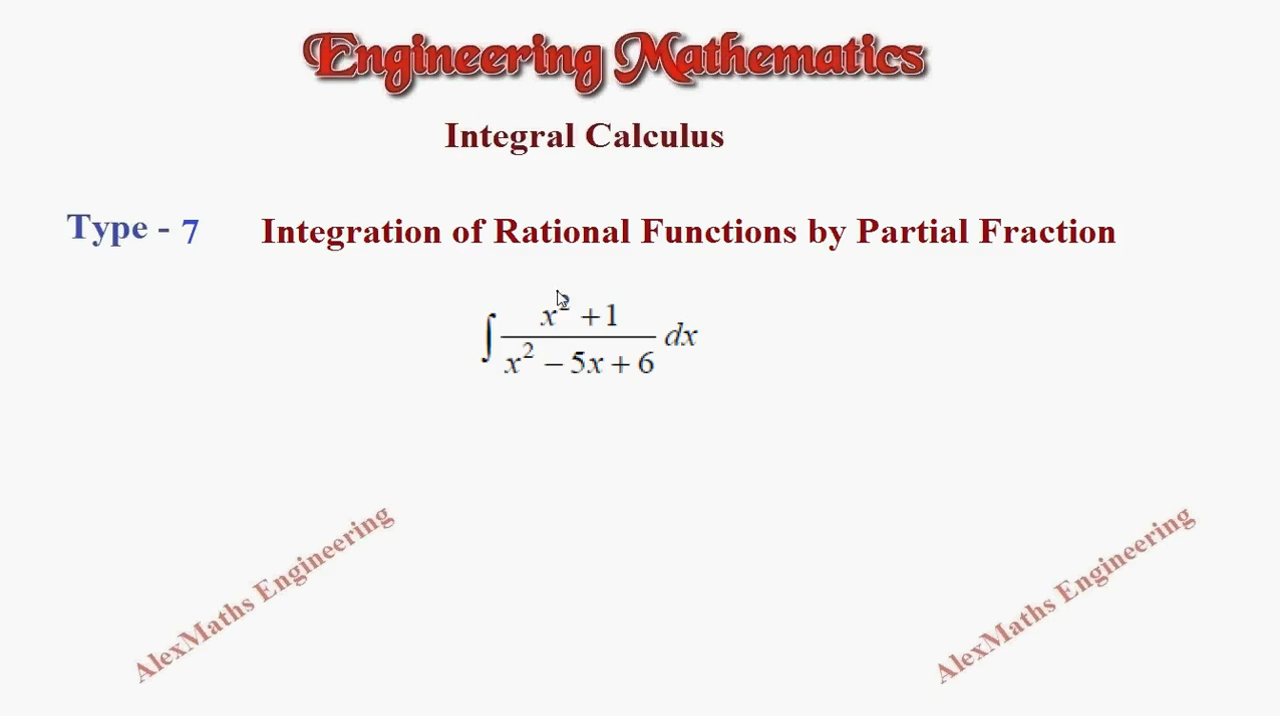 Engineering Mathematics
Integral Calculus
Type - 7 Integration of Rational Functions by Partial Fraction
∫ (x² + 1)/(x² − 5x + 6) dx
AlexMaths Engineering
AlexMaths Engineering